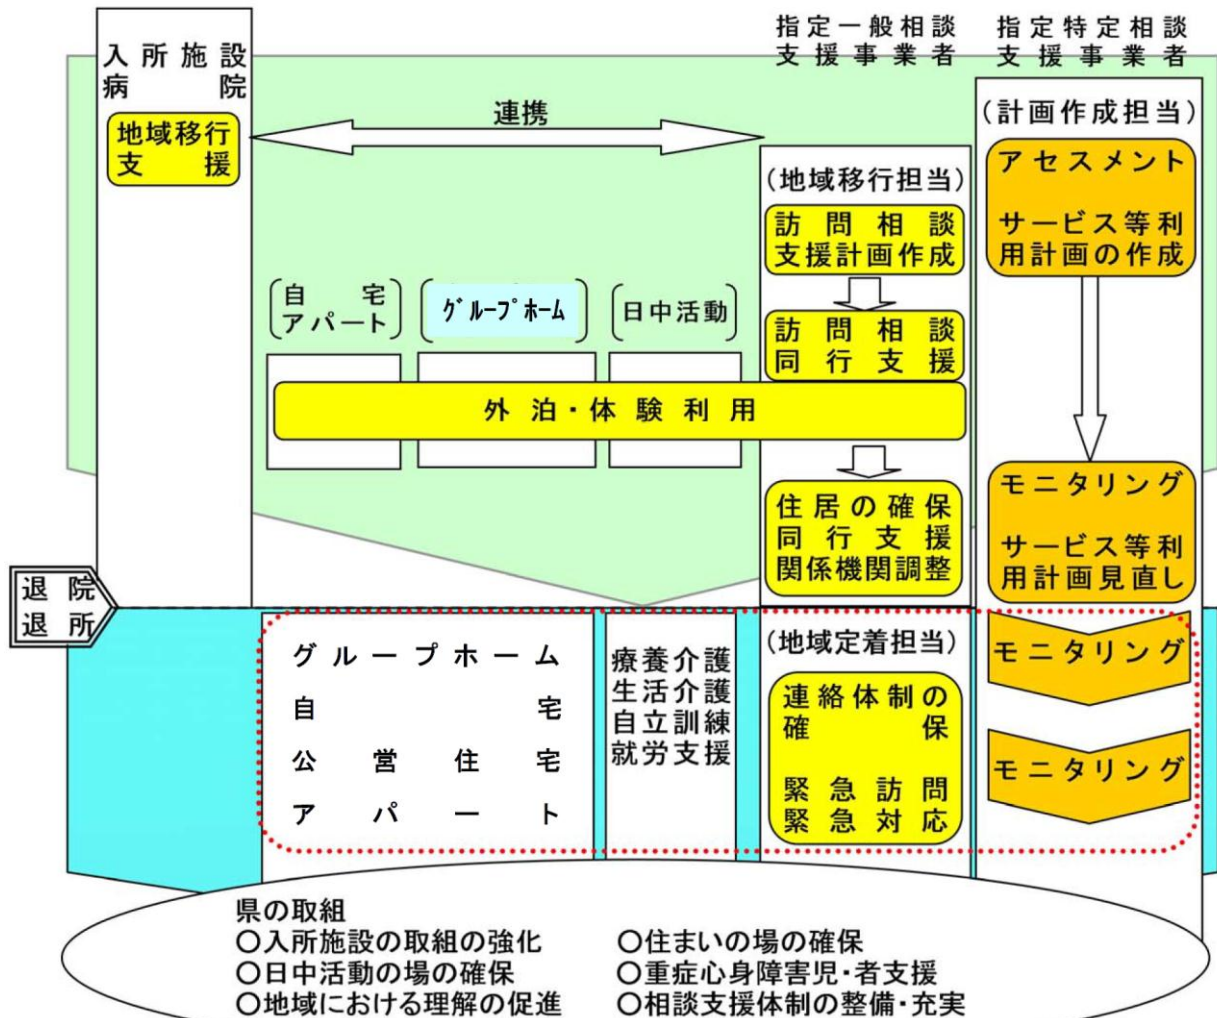 入所施設
病院
地域移行
支援
連携
指定一般相談
支援事業者
指定特定相談
支援事業者
(計画作成担当)
アセスメント
サービス等利
用計画の作成
(地域移行担当)
訪問相談
支援計画作成
自宅
アパート
グループホーム
日中活動
訪問相談
同行支援
外泊・体験利用
住居の確保
同行支援
関係機関調整
モニタリング
サービス等利
用計画見直し
退院
退所
グループホーム
自宅
公営住宅
アパート
療養介護
生活介護
自立訓練
就労支援
(地域定着担当)
連絡体制の
確保
緊急訪問
緊急対応
モニタリング
モニタリング
県の取組
○入所施設の取組の強化
○住まいの場の確保
○日中活動の場の確保
○重症心身障害児・者支援
○地域における理解の促進
○相談支援体制の整備・充実